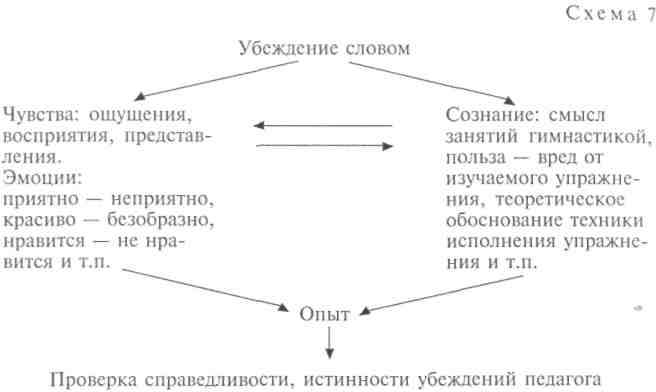 Схема 7
Убеждение словом
Чувства: ощущения,
восприятия, представ-
ления.
Эмоции:
приятно — неприятно,
красиво — безобразно,
нравится — не нра-
вится и т.п.
Сознание: смысл
занятий гимнастикой,
польза — вред от
изучаемого упражне-
ния, теоретическое
обоснование техники
исполнения упражне-
ния и т.п.
Опыт
Проверка справедливости, истинности убеждений педагога